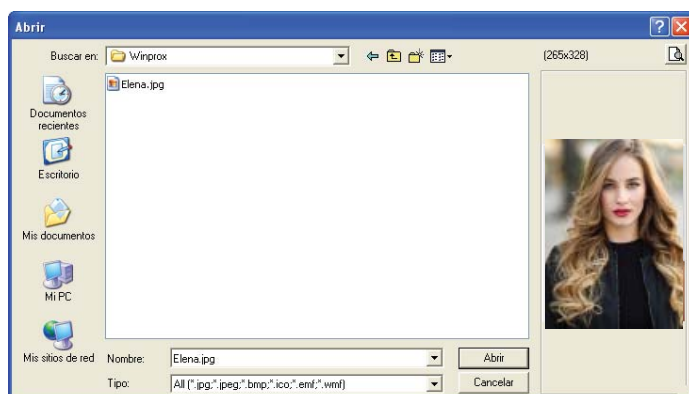 Abrir
Buscar en: Winprox
(265x328)
Elena.jpg
Documentos
recientes
Escritorio
Mis documentos
Mi PC
Mis sitios de red
Nombre: Elena.jpg
Abrir
Tipo: All (*.jpg;*.jpeg;*.bmp;*.ico;*.emf;*.wmf)
Cancelar